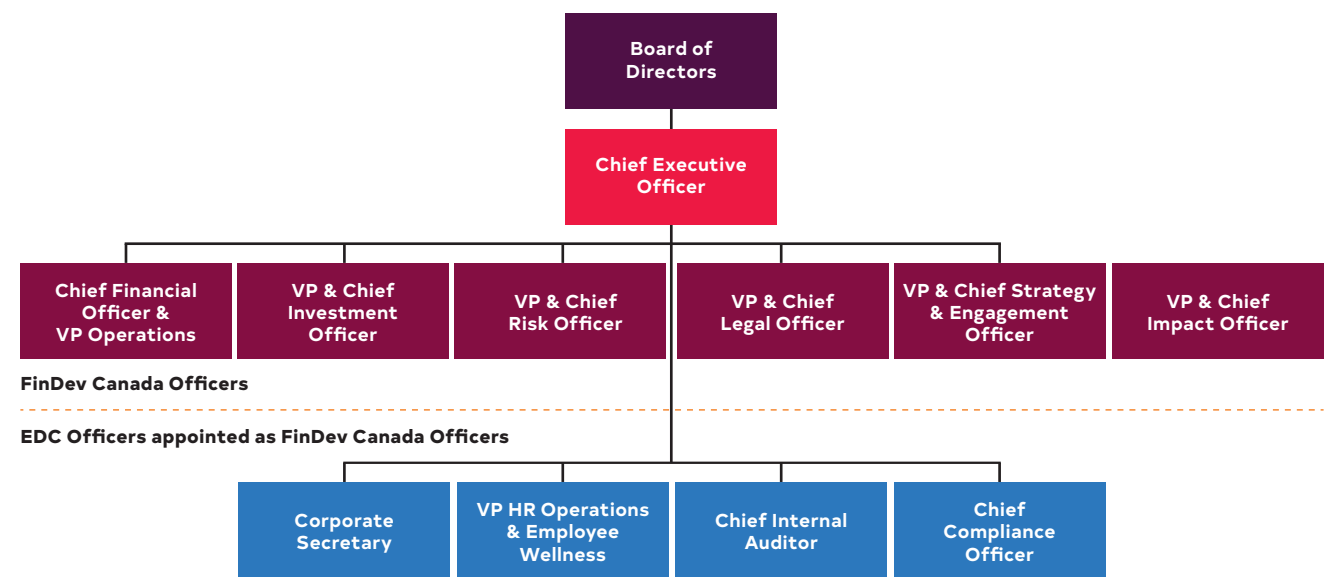 Board of
Directors
Chief Executive
Officer
Chief Financial
Officer &
VP Operations
VP & Chief
Investment
Officer
VP & Chief
Risk Officer
VP & Chief
Legal Officer
VP & Chief Strategy
& Engagement
Officer
VP & Chief
Impact Officer
FinDev Canada Officers
EDC Officers appointed as FinDev Canada Officers
Corporate
Secretary
VP HR Operations
& Employee
Wellness
Chief Internal
Auditor
Chief
Compliance
Officer